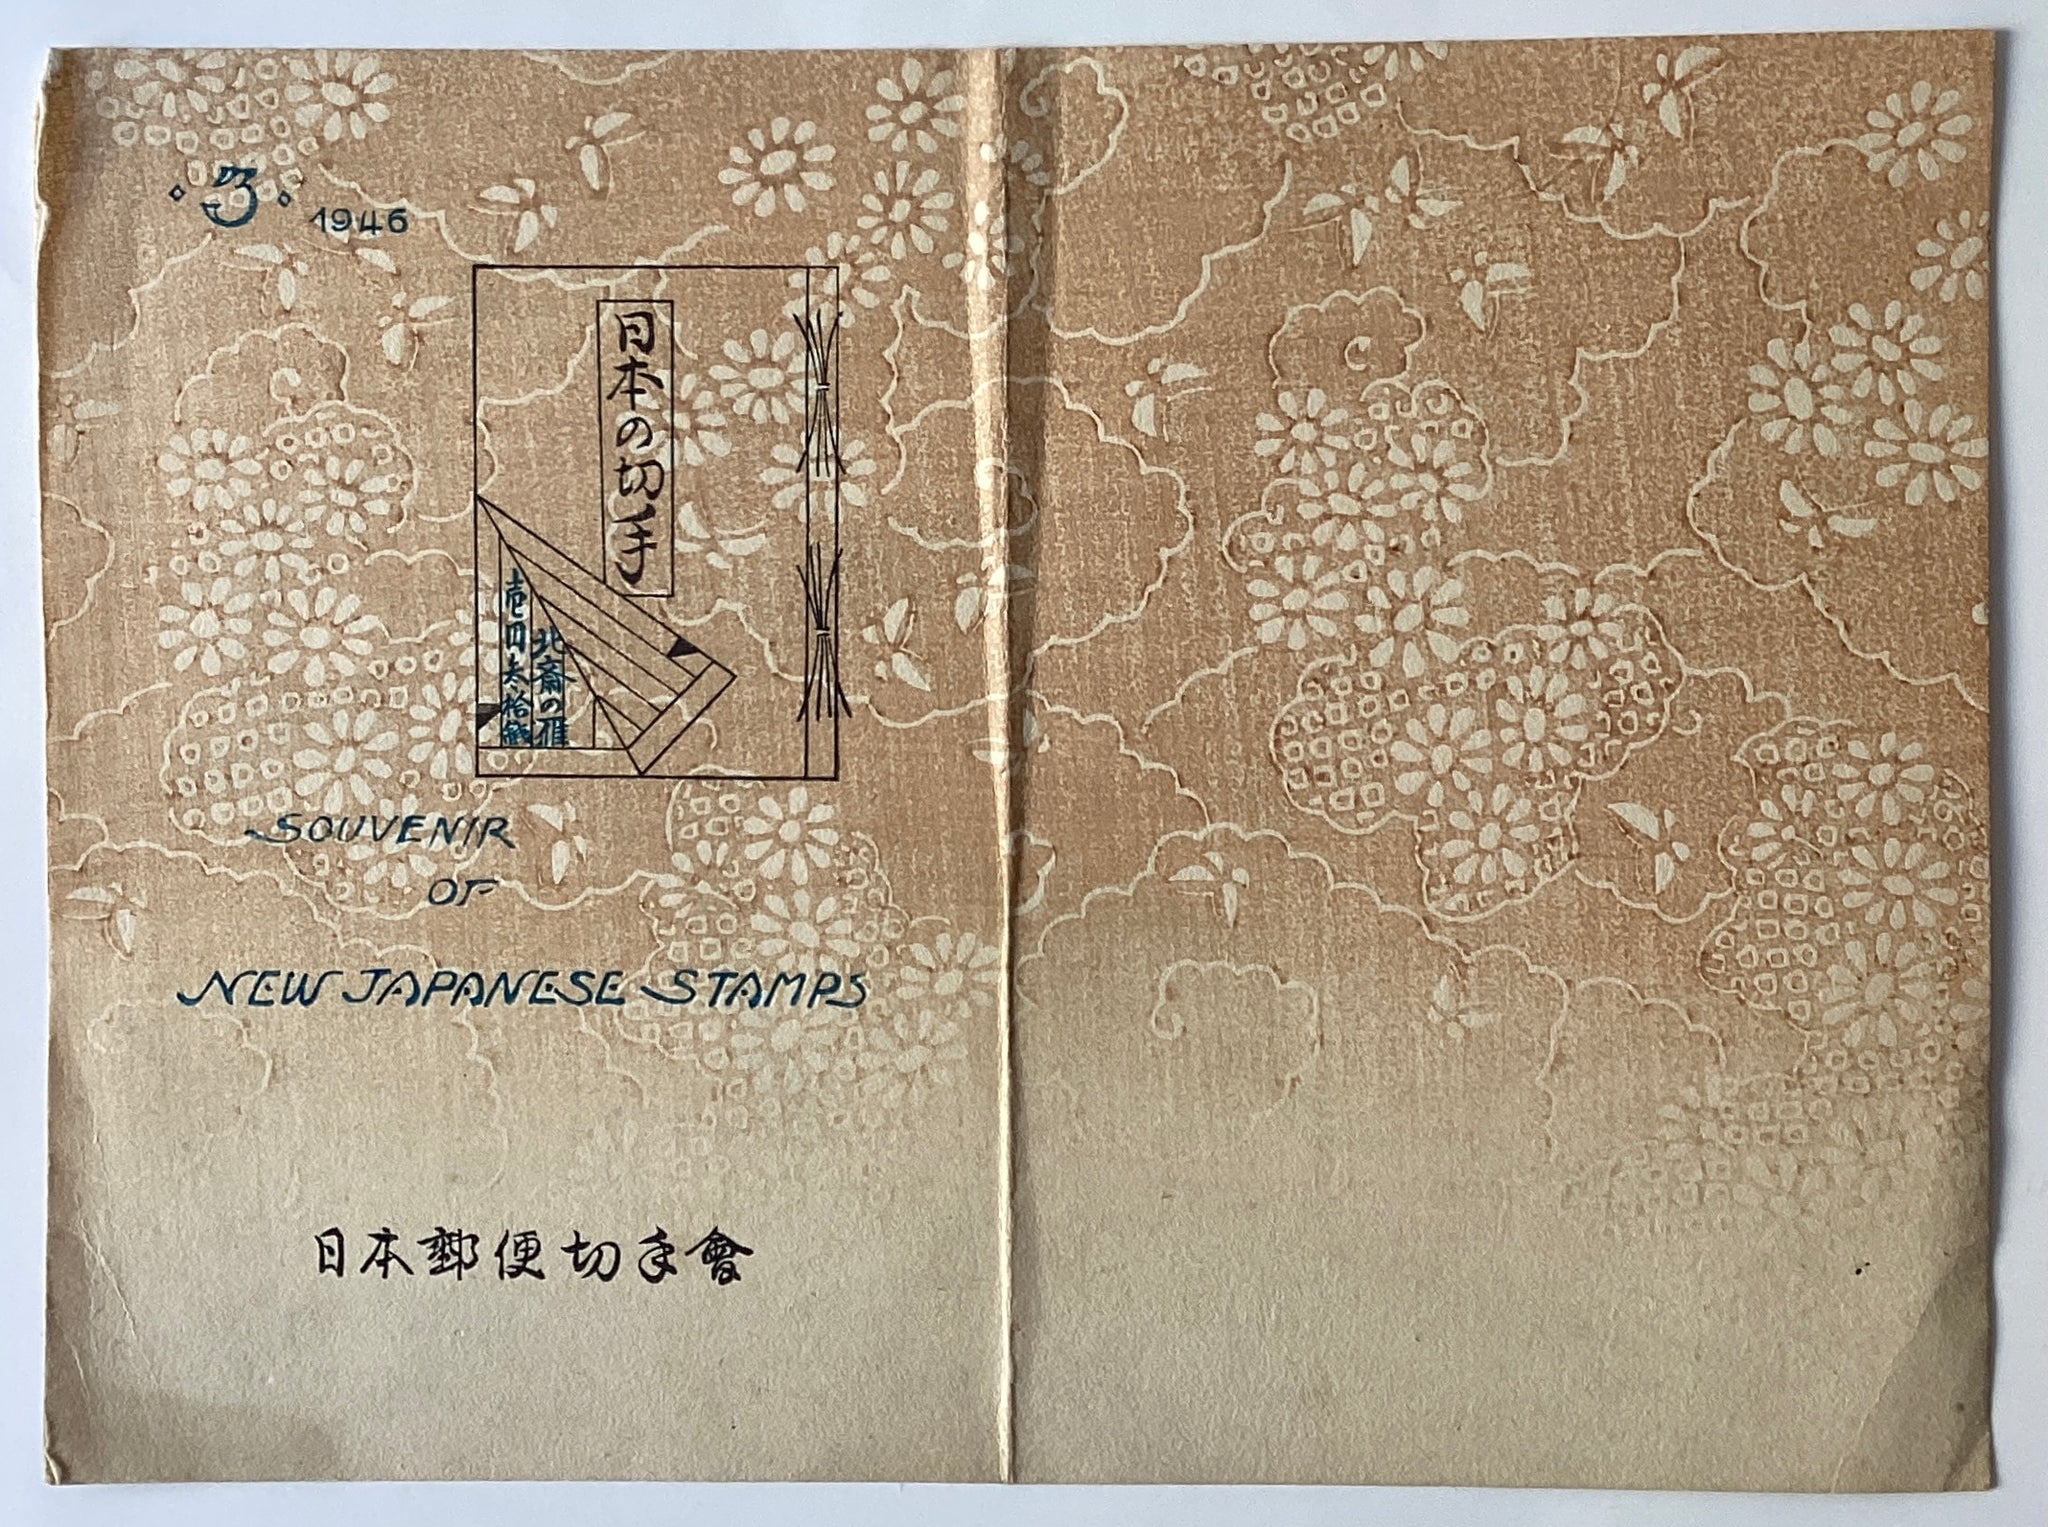 ・3・ 1946
日本の切手
北斎の雁
壱円参拾銭
SOUVENIR
OF
NEW JAPANESE STAMPS
日本郵便切手會